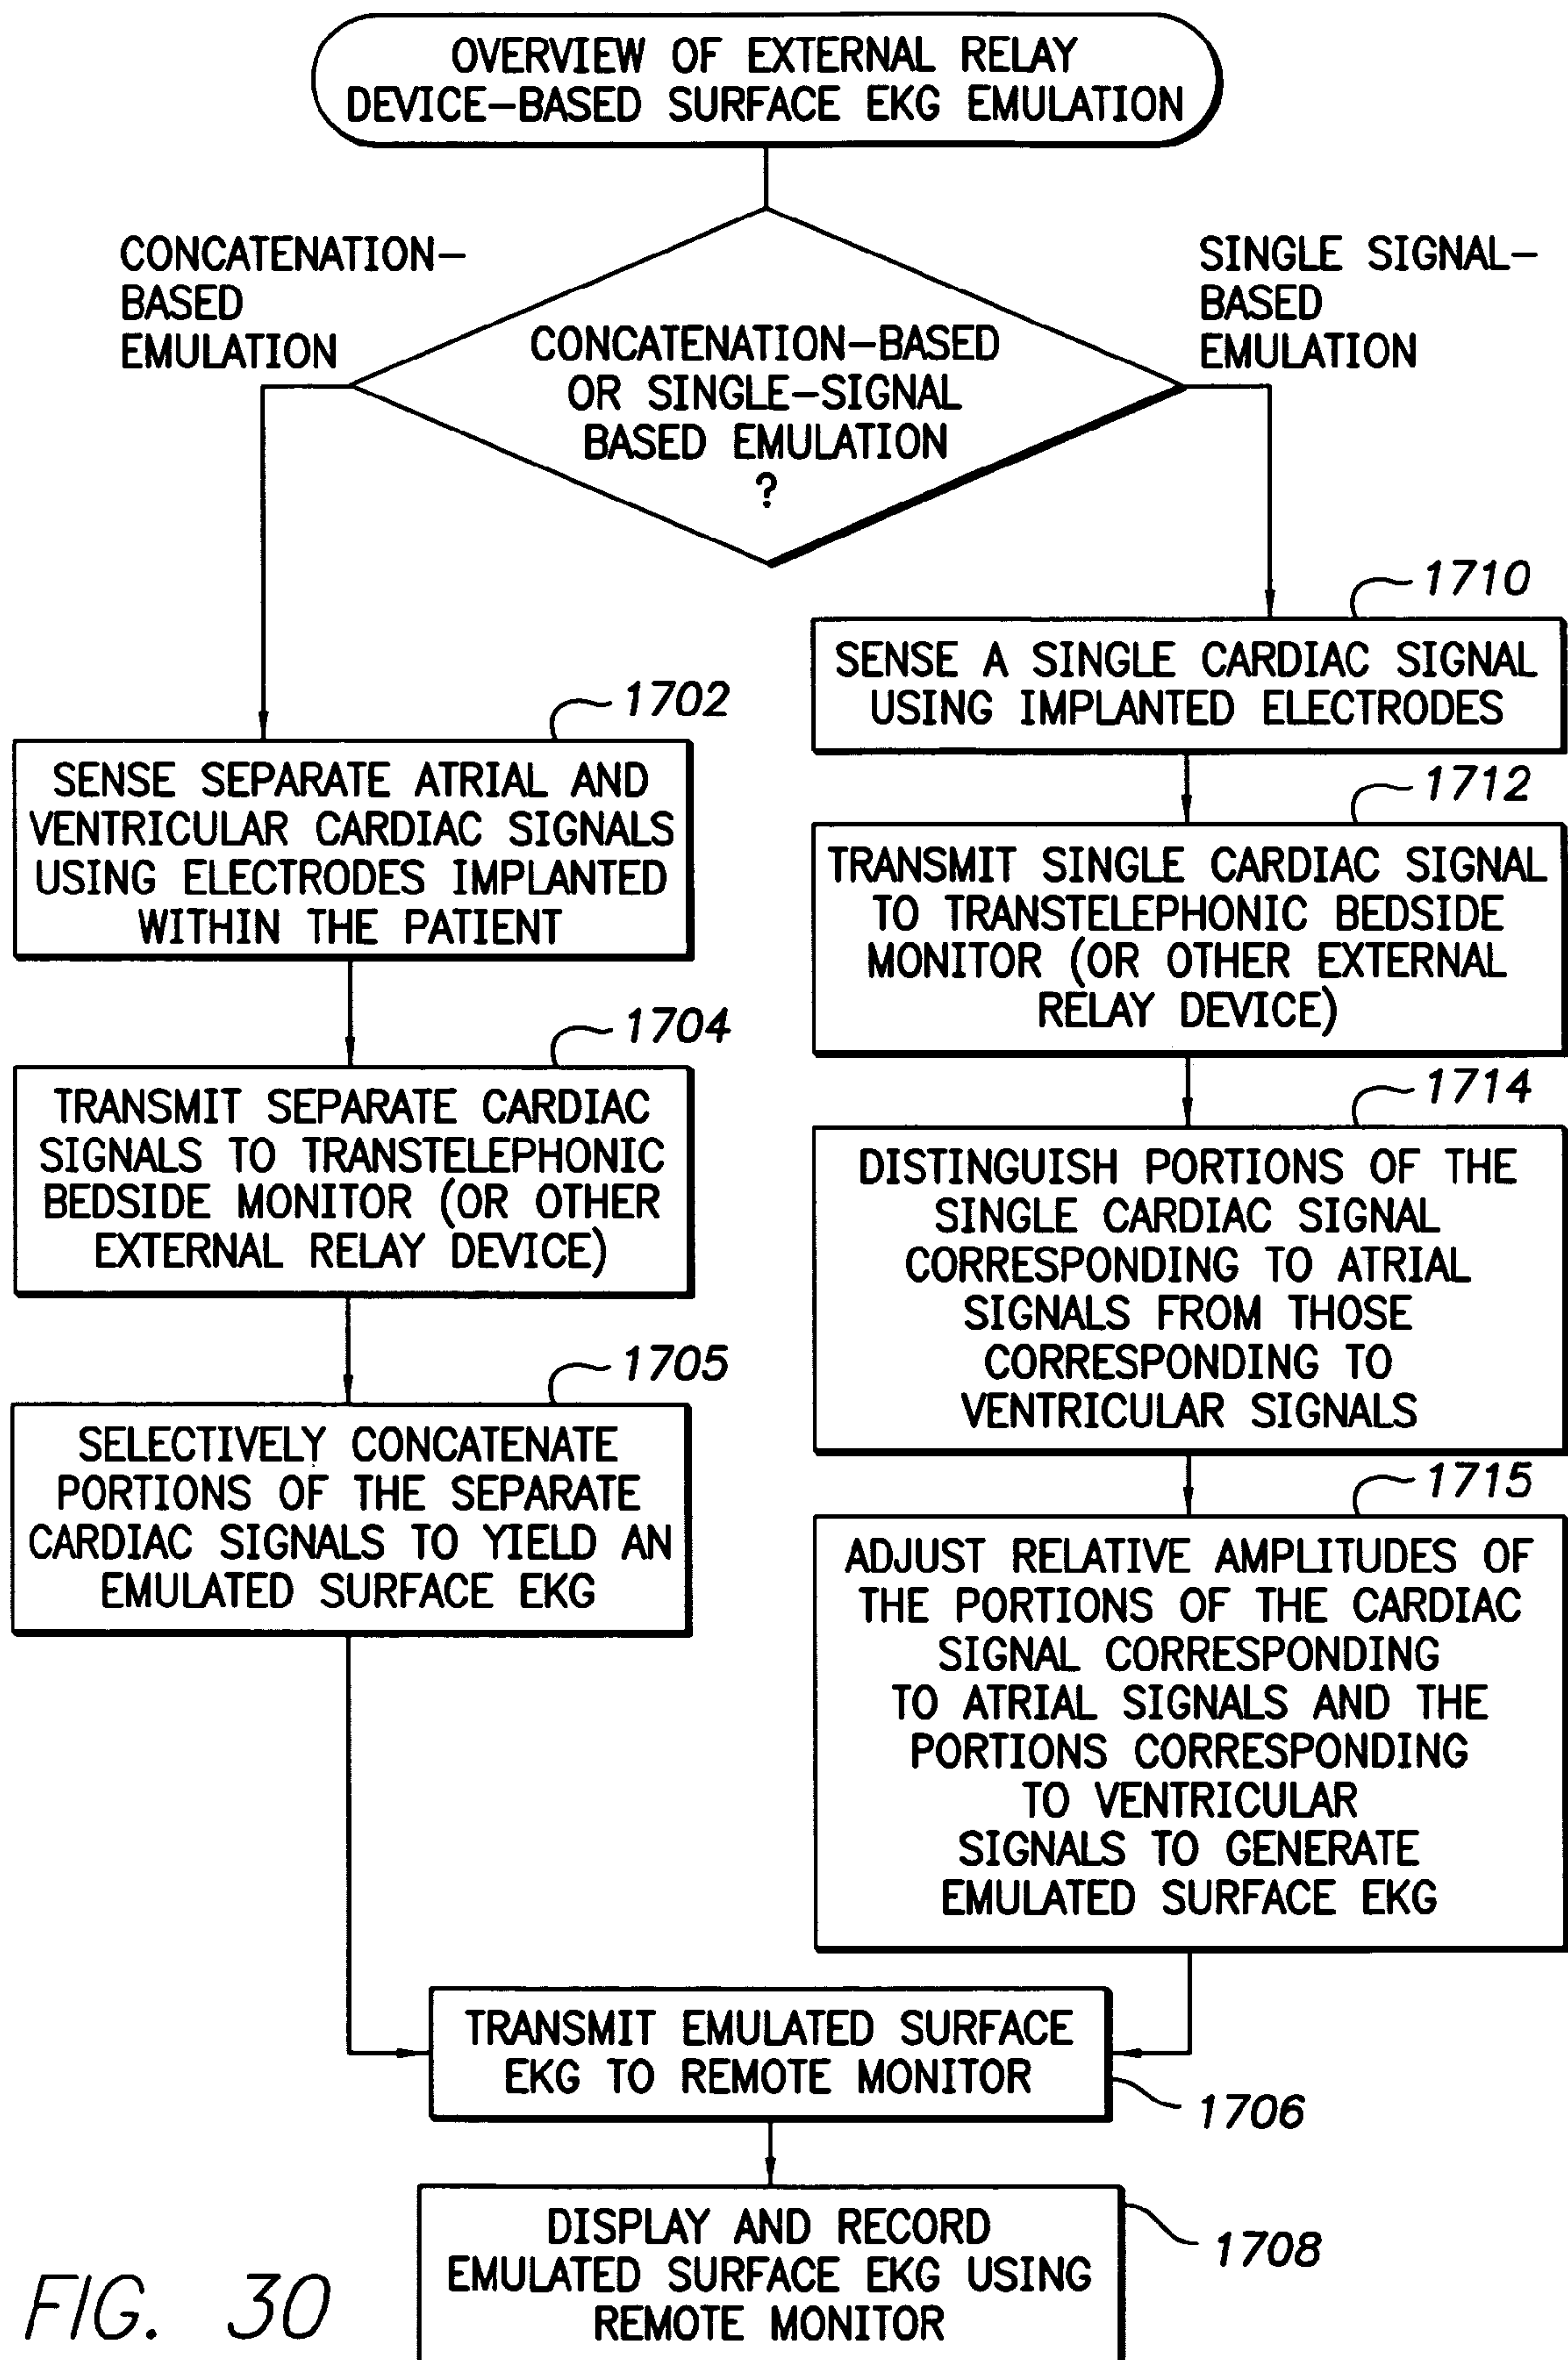 OVERVIEW OF EXTERNAL RELAY
DEVICE-BASED SURFACE EKG EMULATION
CONCATENATION-
BASED
EMULATION
CONCATENATION-BASED
OR SINGLE-SIGNAL
BASED EMULATION
?
SINGLE SIGNAL-
BASED
EMULATION
1702
SENSE SEPARATE ATRIAL AND
VENTRICULAR CARDIAC SIGNALS
USING ELECTRODES IMPLANTED
WITHIN THE PATIENT
1704
TRANSMIT SEPARATE CARDIAC
SIGNALS TO TRANSTELEPHONIC
BEDSIDE MONITOR (OR OTHER
EXTERNAL RELAY DEVICE)
1705
SELECTIVELY CONCATENATE
PORTIONS OF THE SEPARATE
CARDIAC SIGNALS TO YIELD AN
EMULATED SURFACE EKG
1710
SENSE A SINGLE CARDIAC SIGNAL
USING IMPLANTED ELECTRODES
1712
TRANSMIT SINGLE CARDIAC SIGNAL
TO TRANSTELEPHONIC BEDSIDE
MONITOR (OR OTHER EXTERNAL
RELAY DEVICE)
1714
DISTINGUISH PORTIONS OF THE
SINGLE CARDIAC SIGNAL
CORRESPONDING TO ATRIAL
SIGNALS FROM THOSE
CORRESPONDING TO
VENTRICULAR SIGNALS
1715
ADJUST RELATIVE AMPLITUDES OF
THE PORTIONS OF THE CARDIAC
SIGNAL CORRESPONDING
TO ATRIAL SIGNALS AND THE
PORTIONS CORRESPONDING
TO VENTRICULAR
SIGNALS TO GENERATE
EMULATED SURFACE EKG
TRANSMIT EMULATED SURFACE
EKG TO REMOTE MONITOR
1706
DISPLAY AND RECORD
EMULATED SURFACE EKG USING
REMOTE MONITOR
1708
FIG. 30